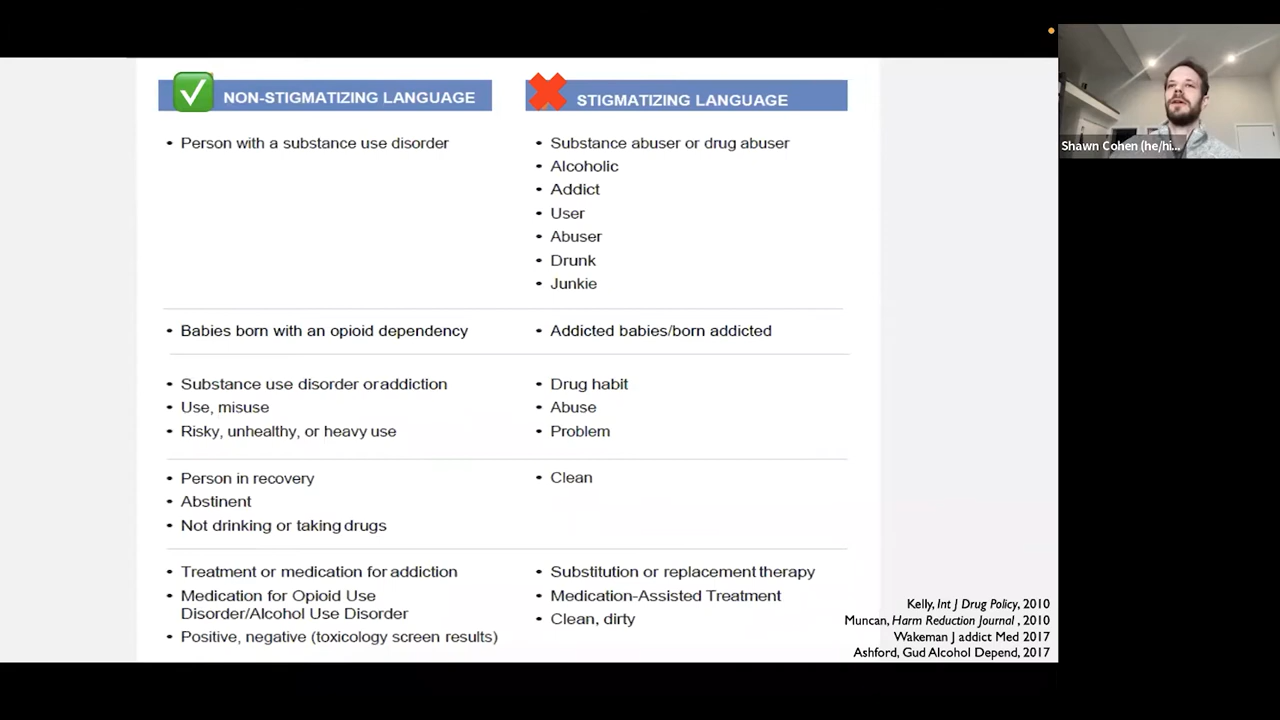 NON-STIGMATIZING LANGUAGE
STIGMATIZING LANGUAGE
• Person with a substance use disorder
• Substance abuser or drug abuser
• Alcoholic
• Addict
• User
• Abuser
• Drunk
• Junkie
• Babies born with an opioid dependency
• Addicted babies/born addicted
• Substance use disorder oraddiction
• Use, misuse
• Risky, unhealthy, or heavy use
• Drug habit
• Abuse
• Problem
• Person in recovery
• Abstinent
• Not drinking or taking drugs
• Clean
• Treatment or medication for addiction
• Medication for Opioid Use
Disorder/Alcohol Use Disorder
• Positive, negative (toxicology screen results)
• Substitution or replacement therapy
• Medication-Assisted Treatment
• Clean, dirty
Kelly, Int J Drug Policy, 2010
Muncan, Harm Reduction Journal , 2010
Wakeman J addict Med 2017
Ashford, Gud Alcohol Depend, 2017
Shawn Cohen (he/hi...